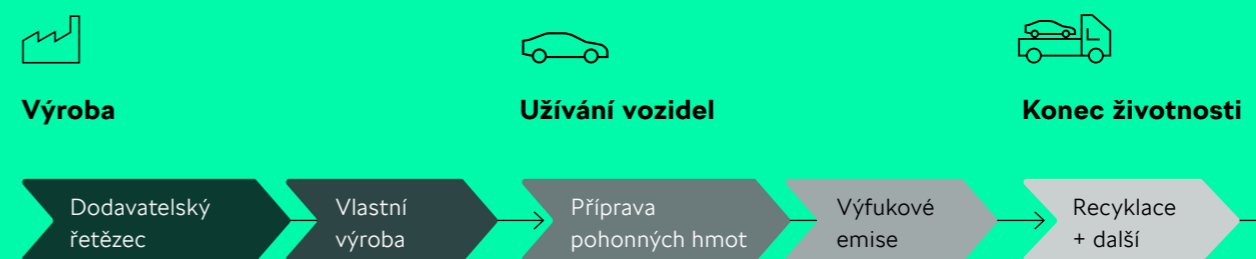 Výroba
Užívání vozidel
Konec životnosti
Dodavatelský
řetězec
Vlastní
výroba
Příprava
pohonných hmot
Výfukové
emise
Recyklace
+ další